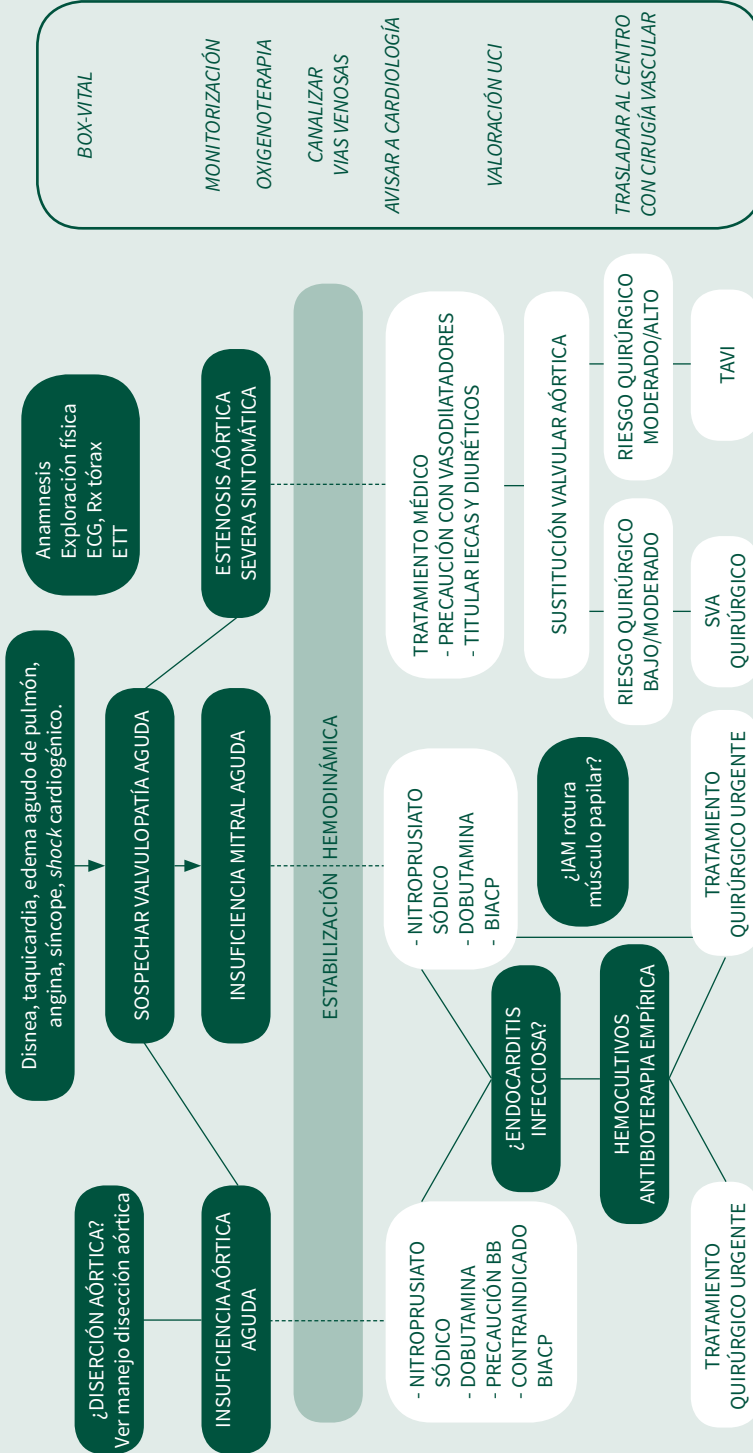 Disnea, taquicardia, edema agudo de pulmón,
angina, síncope, shock cardiogénico.
Anamnesis
Exploración física
ECG, Rx tórax
ETT
¿DISERCIÓN AÓRTICA?
Ver manejo disección aórtica
SOSPECHAR VALVULOPATÍA AGUDA
INSUFICIENCIA AÓRTICA
AGUDA
INSUFICIENCIA MITRAL AGUDA
ESTENOSIS AÓRTICA
SEVERA SINTOMÁTICA
ESTABILIZACIÓN HEMODINÁMICA
- NITROPRUSIATO
SÓDICO
- DOBUTAMINA
- PRECAUCIÓN BB
- CONTRAINDICADO
BIACP
- NITROPRUSIATO
SÓDICO
- DOBUTAMINA
- BIACP
TRATAMIENTO MÉDICO
- PRECAUCIÓN CON VASODIlATADORES
- TITULAR IECAS Y DIURÉTICOS
¿ENDOCARDITIS
INFECCIOSA?
¿IAM rotura
músculo papilar?
SUSTITUCIÓN VALVULAR AÓRTICA
HEMOCULTIVOS
ANTIBIOTERAPIA EMPÍRICA
RIESGO QUIRÚRGICO
BAJO/MODERADO
RIESGO QUIRÚRGICO
MODERADO/ALTO
TRATAMIENTO
QUIRÚRGICO URGENTE
TRATAMIENTO
QUIRÚRGICO URGENTE
SVA
QUIRÚRGICO
TAVI
BOX-VITAL
MONITORIZACIÓN
OXIGENOTERAPIA
CANALIZAR
VIAS VENOSAS
AVISAR A CARDIOLOGÍA
VALORACIÓN UCI
TRASLADAR AL CENTRO
CON CIRUGÍA VASCULAR